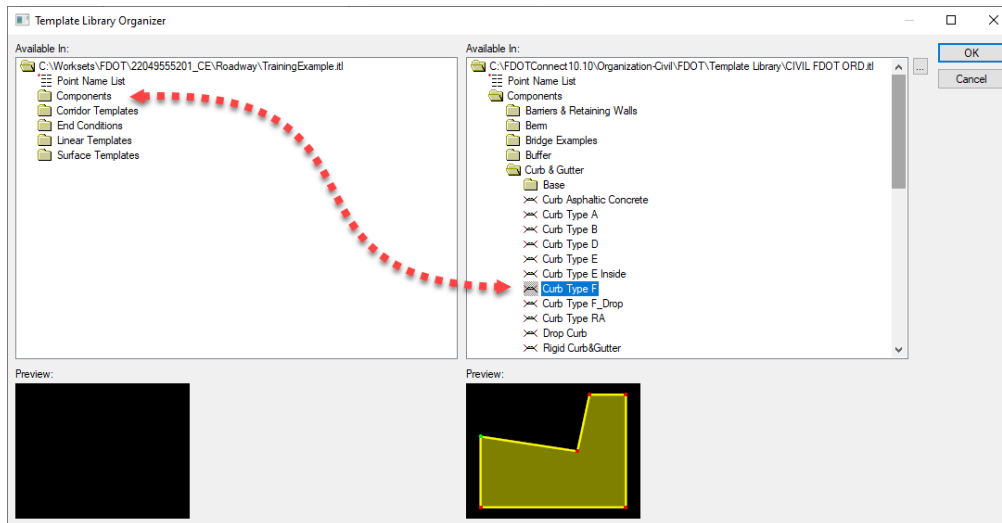 Template Library Organizer
Available In:
C:\Worksets\FDOT\22049555201_CE\Roadway\TrainingExample.itl
Point Name List
Components
Corridor Templates
End Conditions
Linear Templates
Surface Templates
Preview:
Available In:
C:\FDOTConnect10.10\Organization-Civil\FDOT\Template Library\CIVIL FDOT ORD.itl
Point Name List
Components
Barriers & Retaining Walls
Berm
Bridge Examples
Buffer
Curb & Gutter
Base
Curb Asphaltic Concrete
Curb Type A
Curb Type B
Curb Type D
Curb Type E
Curb Type E Inside
Curb Type F
Curb Type F_Drop
Curb Type RA
Drop Curb
Rigid Curb&Gutter
Preview:
...
OK
Cancel